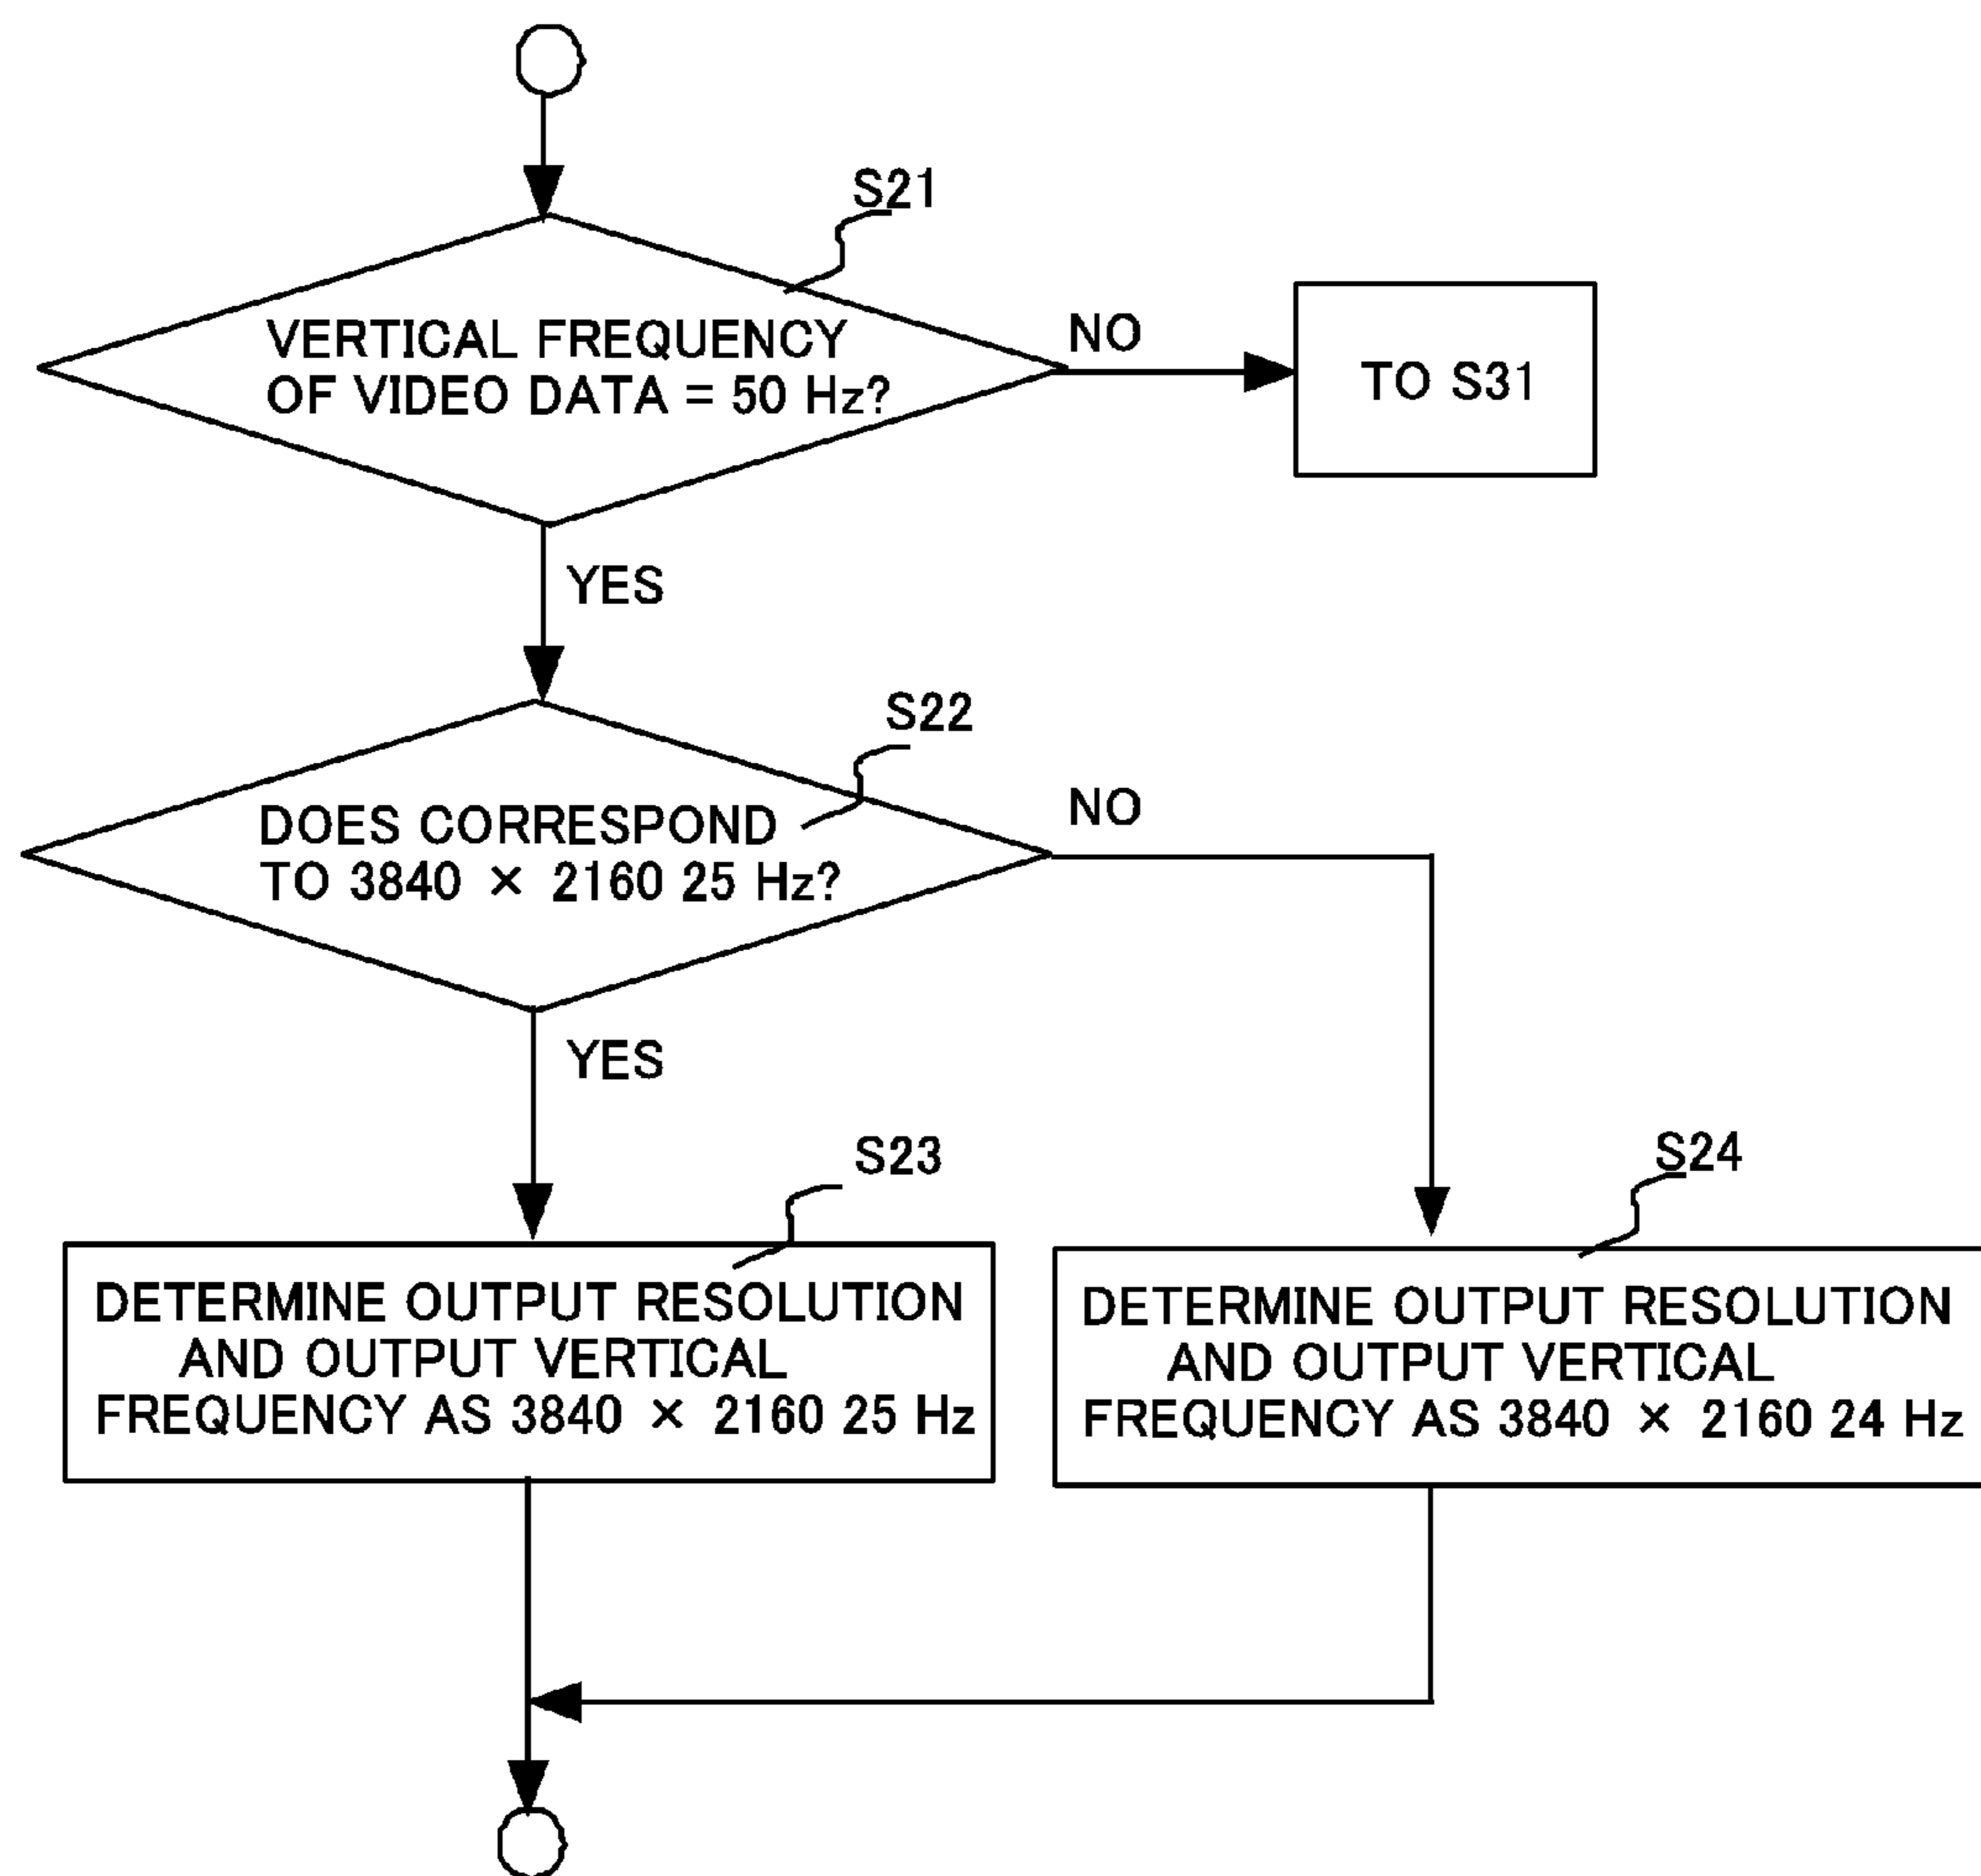 S21
VERTICAL FREQUENCY
OF VIDEO DATA = 50 Hz?
NO
TO S31
YES
S22
DOES CORRESPOND
TO 3840 × 2160 25 Hz?
NO
YES
S23
DETERMINE OUTPUT RESOLUTION
AND OUTPUT VERTICAL
FREQUENCY AS 3840 × 2160 25 Hz
S24
DETERMINE OUTPUT RESOLUTION
AND OUTPUT VERTICAL
FREQUENCY AS 3840 × 2160 24 Hz